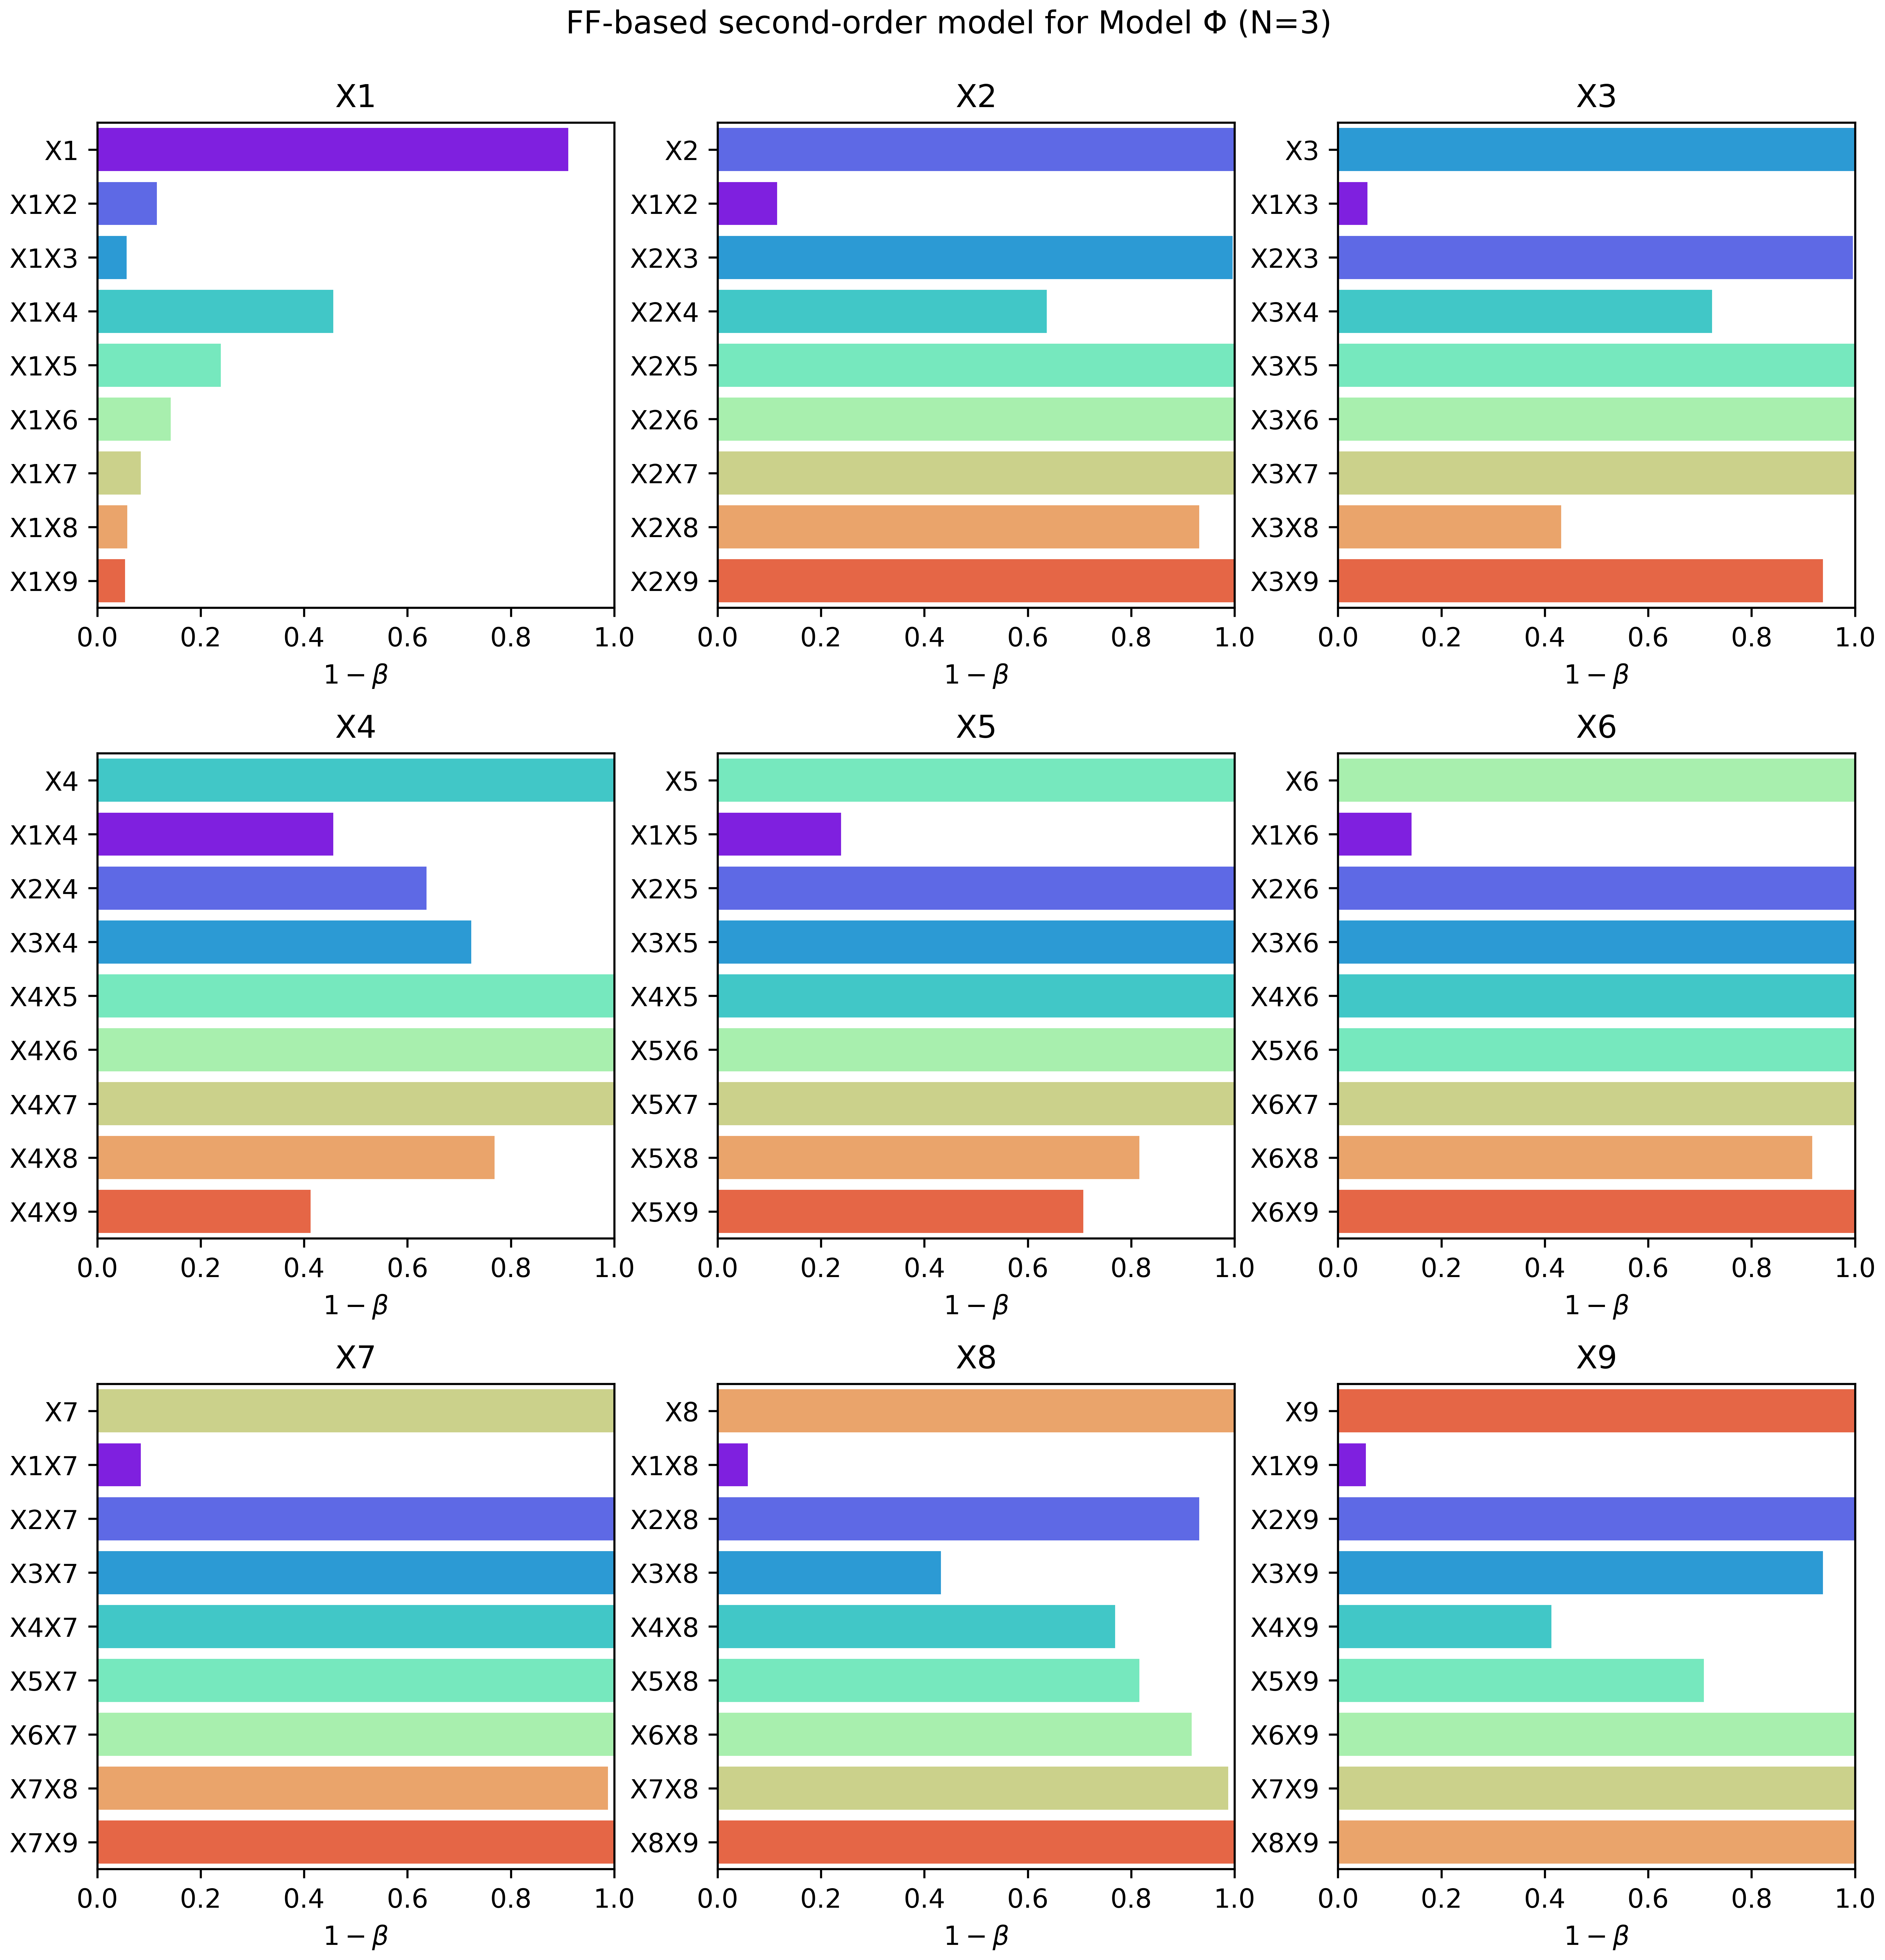 FF-based second-order model for Model Φ (N=3)
X1
X1
X1X2
X1X3
X1X4
X1X5
X1X6
X1X7
X1X8
X1X9
0.0 0.2 0.4 0.6 0.8 1.0
1 − β
X2
X2
X1X2
X2X3
X2X4
X2X5
X2X6
X2X7
X2X8
X2X9
0.0 0.2 0.4 0.6 0.8 1.0
1 − β
X3
X3
X1X3
X2X3
X3X4
X3X5
X3X6
X3X7
X3X8
X3X9
0.0 0.2 0.4 0.6 0.8 1.0
1 − β
X4
X4
X1X4
X2X4
X3X4
X4X5
X4X6
X4X7
X4X8
X4X9
0.0 0.2 0.4 0.6 0.8 1.0
1 − β
X5
X5
X1X5
X2X5
X3X5
X4X5
X5X6
X5X7
X5X8
X5X9
0.0 0.2 0.4 0.6 0.8 1.0
1 − β
X6
X6
X1X6
X2X6
X3X6
X4X6
X5X6
X6X7
X6X8
X6X9
0.0 0.2 0.4 0.6 0.8 1.0
1 − β
X7
X7
X1X7
X2X7
X3X7
X4X7
X5X7
X6X7
X7X8
X7X9
0.0 0.2 0.4 0.6 0.8 1.0
1 − β
X8
X8
X1X8
X2X8
X3X8
X4X8
X5X8
X6X8
X7X8
X8X9
0.0 0.2 0.4 0.6 0.8 1.0
1 − β
X9
X9
X1X9
X2X9
X3X9
X4X9
X5X9
X6X9
X7X9
X8X9
0.0 0.2 0.4 0.6 0.8 1.0
1 − β